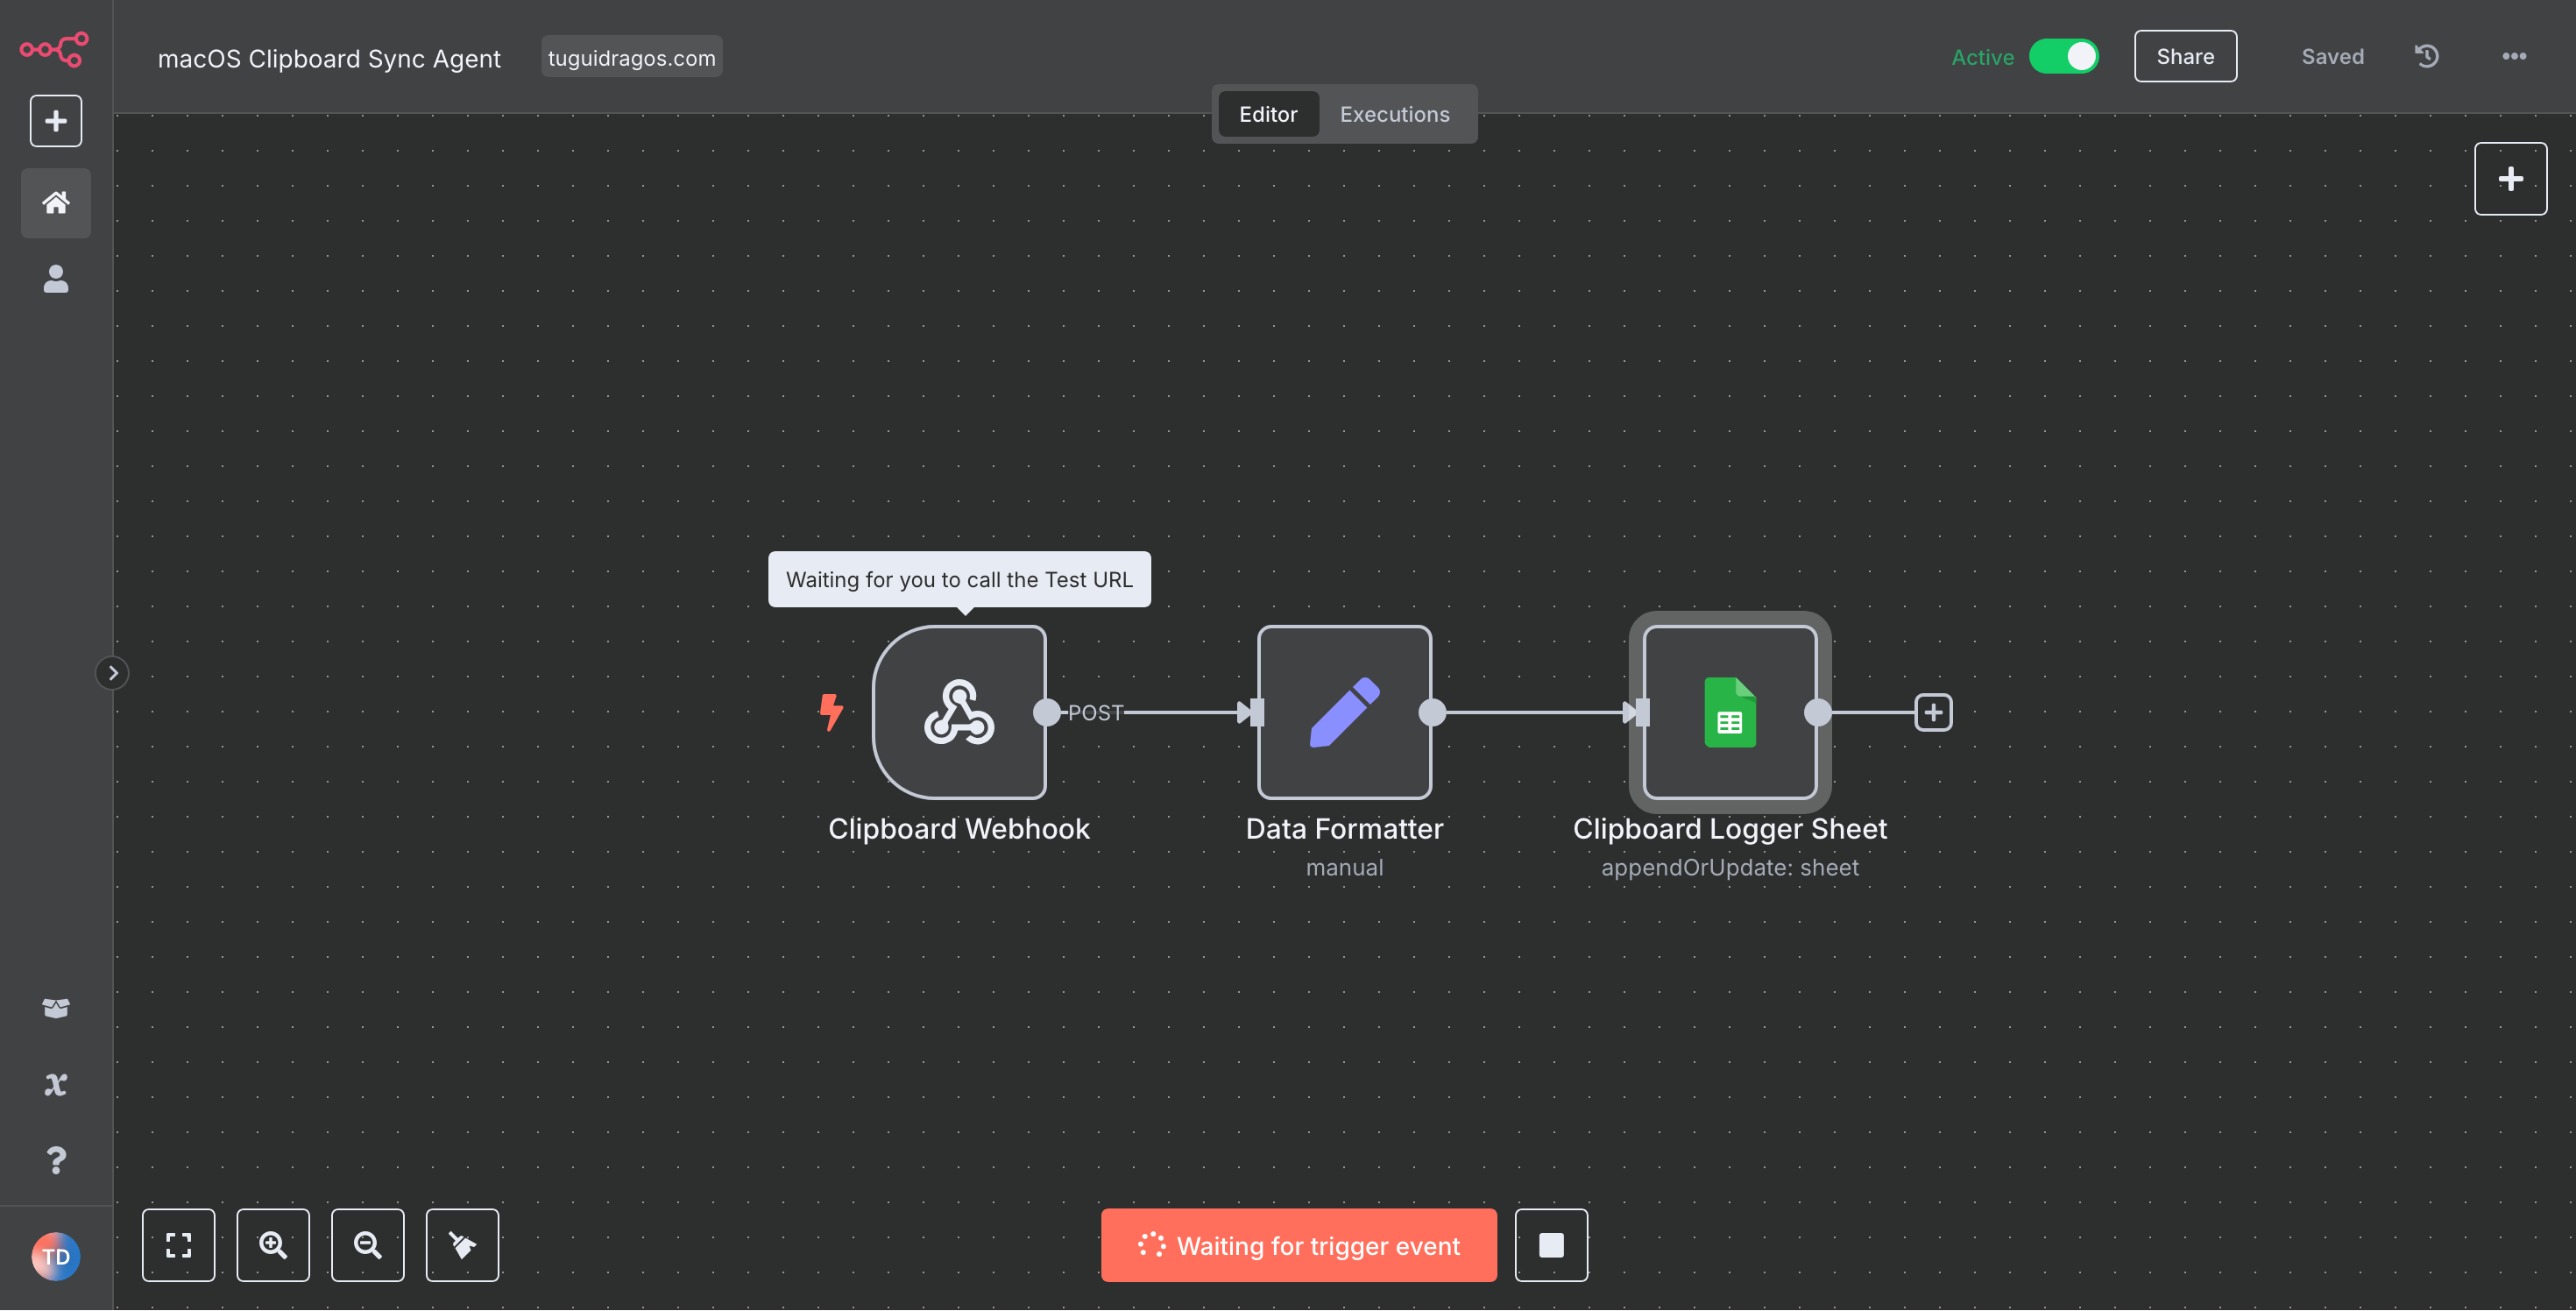 macOS Clipboard Sync Agent
tuguidragos.com
Active
Share
Saved
Editor
Executions
Waiting for you to call the Test URL
POST
Clipboard Webhook
Data Formatter
manual
Clipboard Logger Sheet
appendOrUpdate: sheet
x
?
TD
Waiting for trigger event